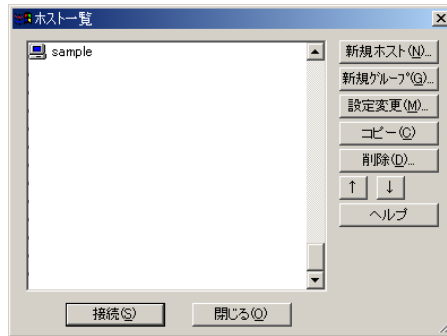 ホスト一覧
sample
新規ホスト(N)...
新規ｸﾞﾙｰﾌﾟ(G)...
設定変更(M)...
コピー(C)
削除(D)...
↑ ↓
ヘルプ
接続(S) 閉じる(O)